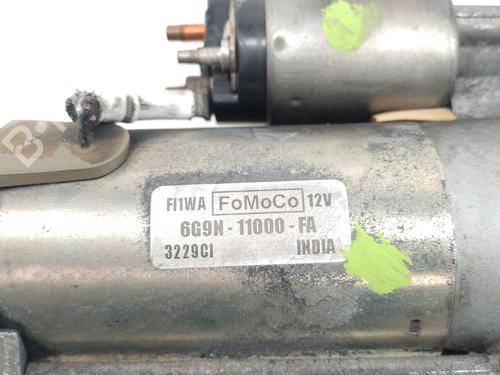 FI1WA FoMoCo 12V
6G9N - 11000 - FA
3229CI INDIA